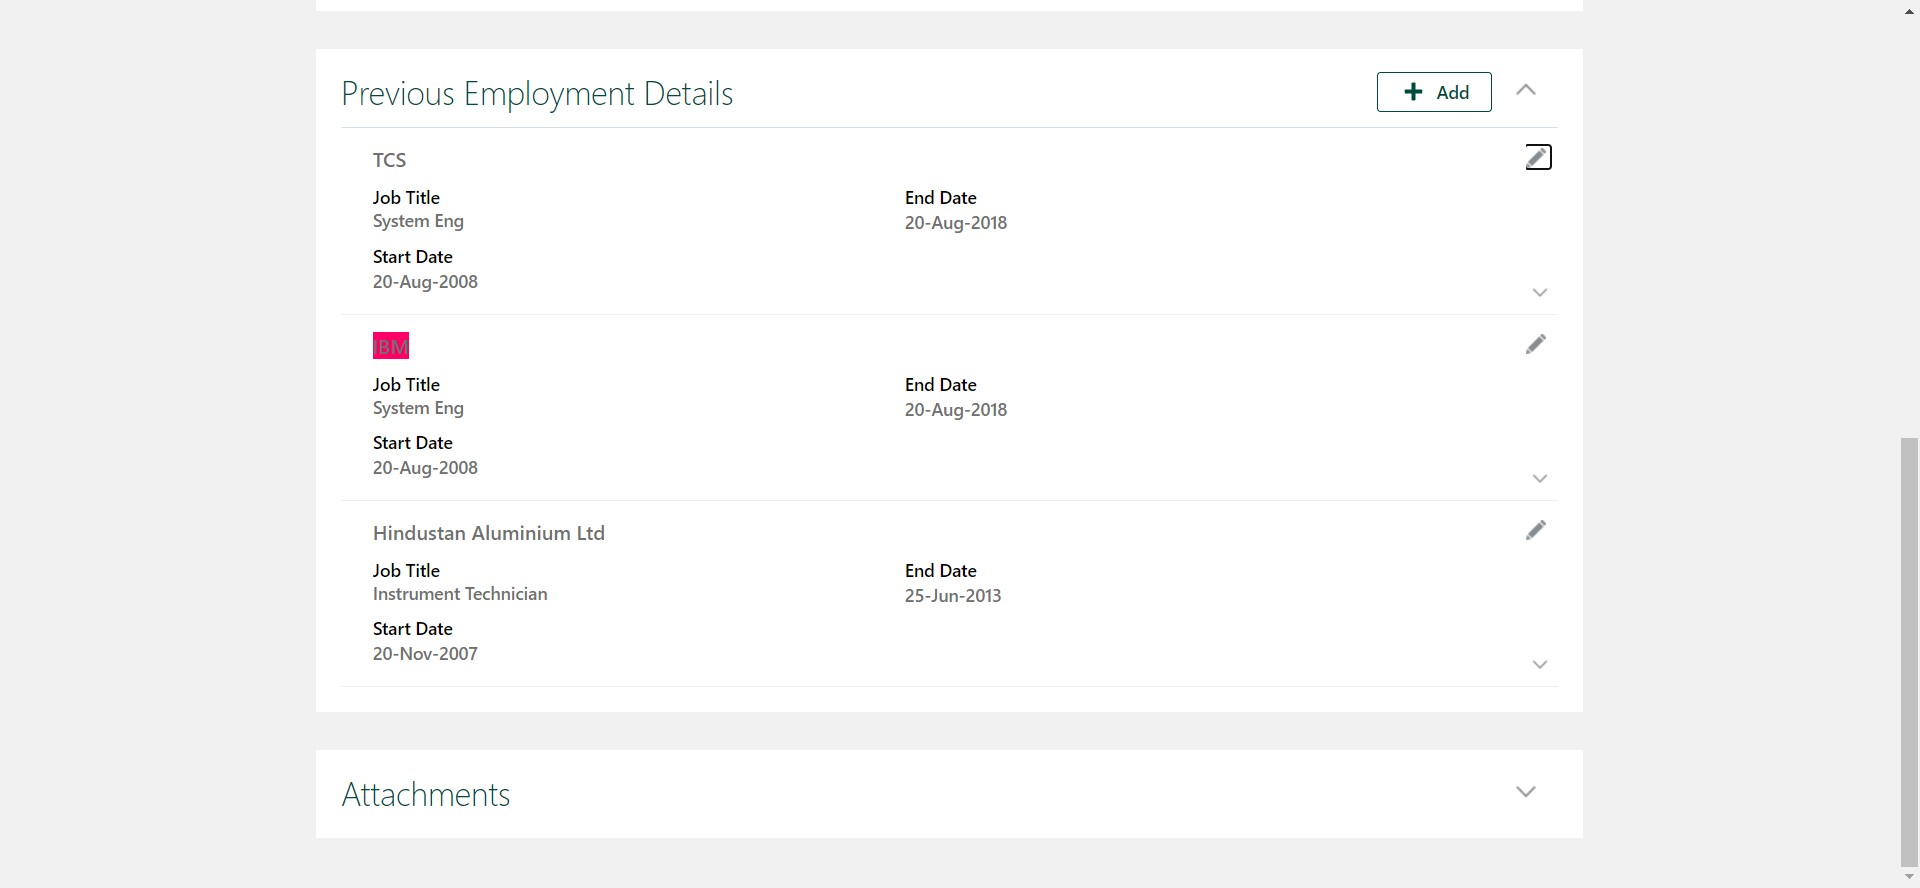 Previous Employment Details
Add
TCS
Job Title
System Eng
End Date
20-Aug-2018
Start Date
20-Aug-2008
IBM
Job Title
System Eng
End Date
20-Aug-2018
Start Date
20-Aug-2008
Hindustan Aluminium Ltd
Job Title
Instrument Technician
End Date
25-Jun-2013
Start Date
20-Nov-2007
Attachments